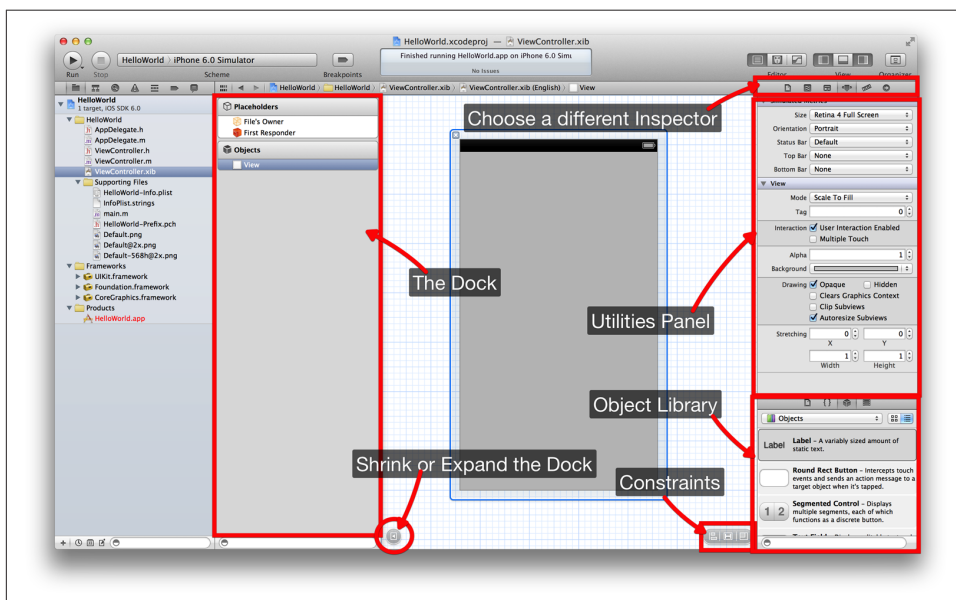 HelloWorld.xcodeproj — ViewController.xib
HelloWorld › iPhone 6.0 Simulator
Finished running HelloWorld.app on iPhone 6.0 Simu
No Issues
Run Stop Scheme Breakpoints Editor View Organizer
HelloWorld › HelloWorld › ViewController.xib › ViewController.xib (English) › View
HelloWorld
1 target, iOS SDK 6.0
HelloWorld
AppDelegate.h
AppDelegate.m
ViewController.h
ViewController.m
ViewController.xib
Supporting Files
HelloWorld-Info.plist
InfoPlist.strings
main.m
HelloWorld-Prefix.pch
Default.png
Default@2x.png
Default-568h@2x.png
Frameworks
UIKit.framework
Foundation.framework
CoreGraphics.framework
Products
HelloWorld.app
Placeholders
File's Owner
First Responder
Objects
View
Choose a different Inspector
The Dock
Utilities Panel
Object Library
Shrink or Expand the Dock
Constraints
Simulated Metrics
Size Retina 4 Full Screen
Orientation Portrait
Status Bar Default
Top Bar None
Bottom Bar None
View
Mode Scale To Fill
Tag 0
Interaction User Interaction Enabled
Multiple Touch
Alpha 1
Background
Drawing Opaque Hidden
Clears Graphics Context
Clip Subviews
Autoresize Subviews
Stretching 0 0
X Y
1 1
Width Height
{ }
Objects
Label
Label – A variably sized amount of
static text.
Round Rect Button – Intercepts touch
events and sends an action message to a
target object when it's tapped.
1 2
Segmented Control – Displays
multiple segments, each of which
functions as a discrete button.